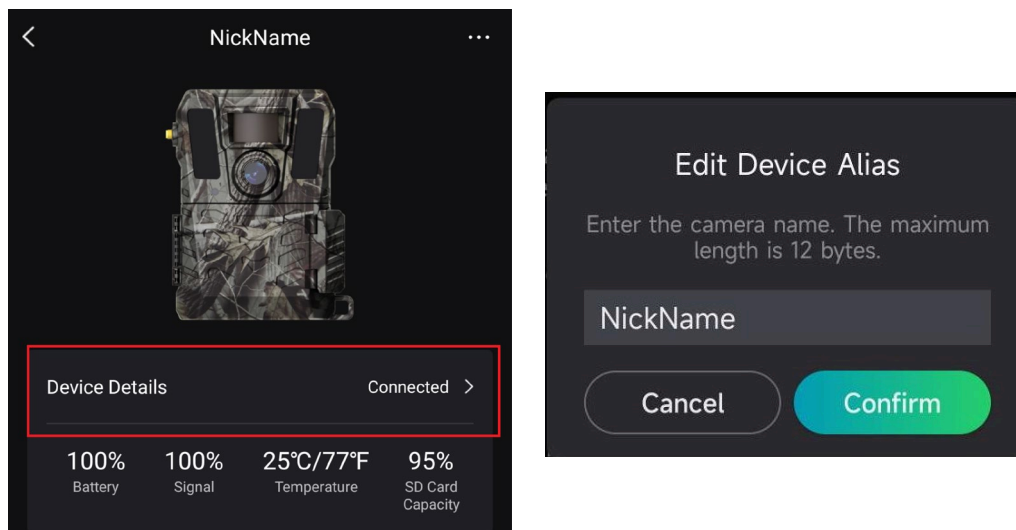 NickName
Device Details
Connected
100%
100%
25℃/77℉
95%
Battery
Signal
Temperature
SD Card
Capacity
Edit Device Alias
Enter the camera name. The maximum
length is 12 bytes.
NickName
Cancel
Confirm